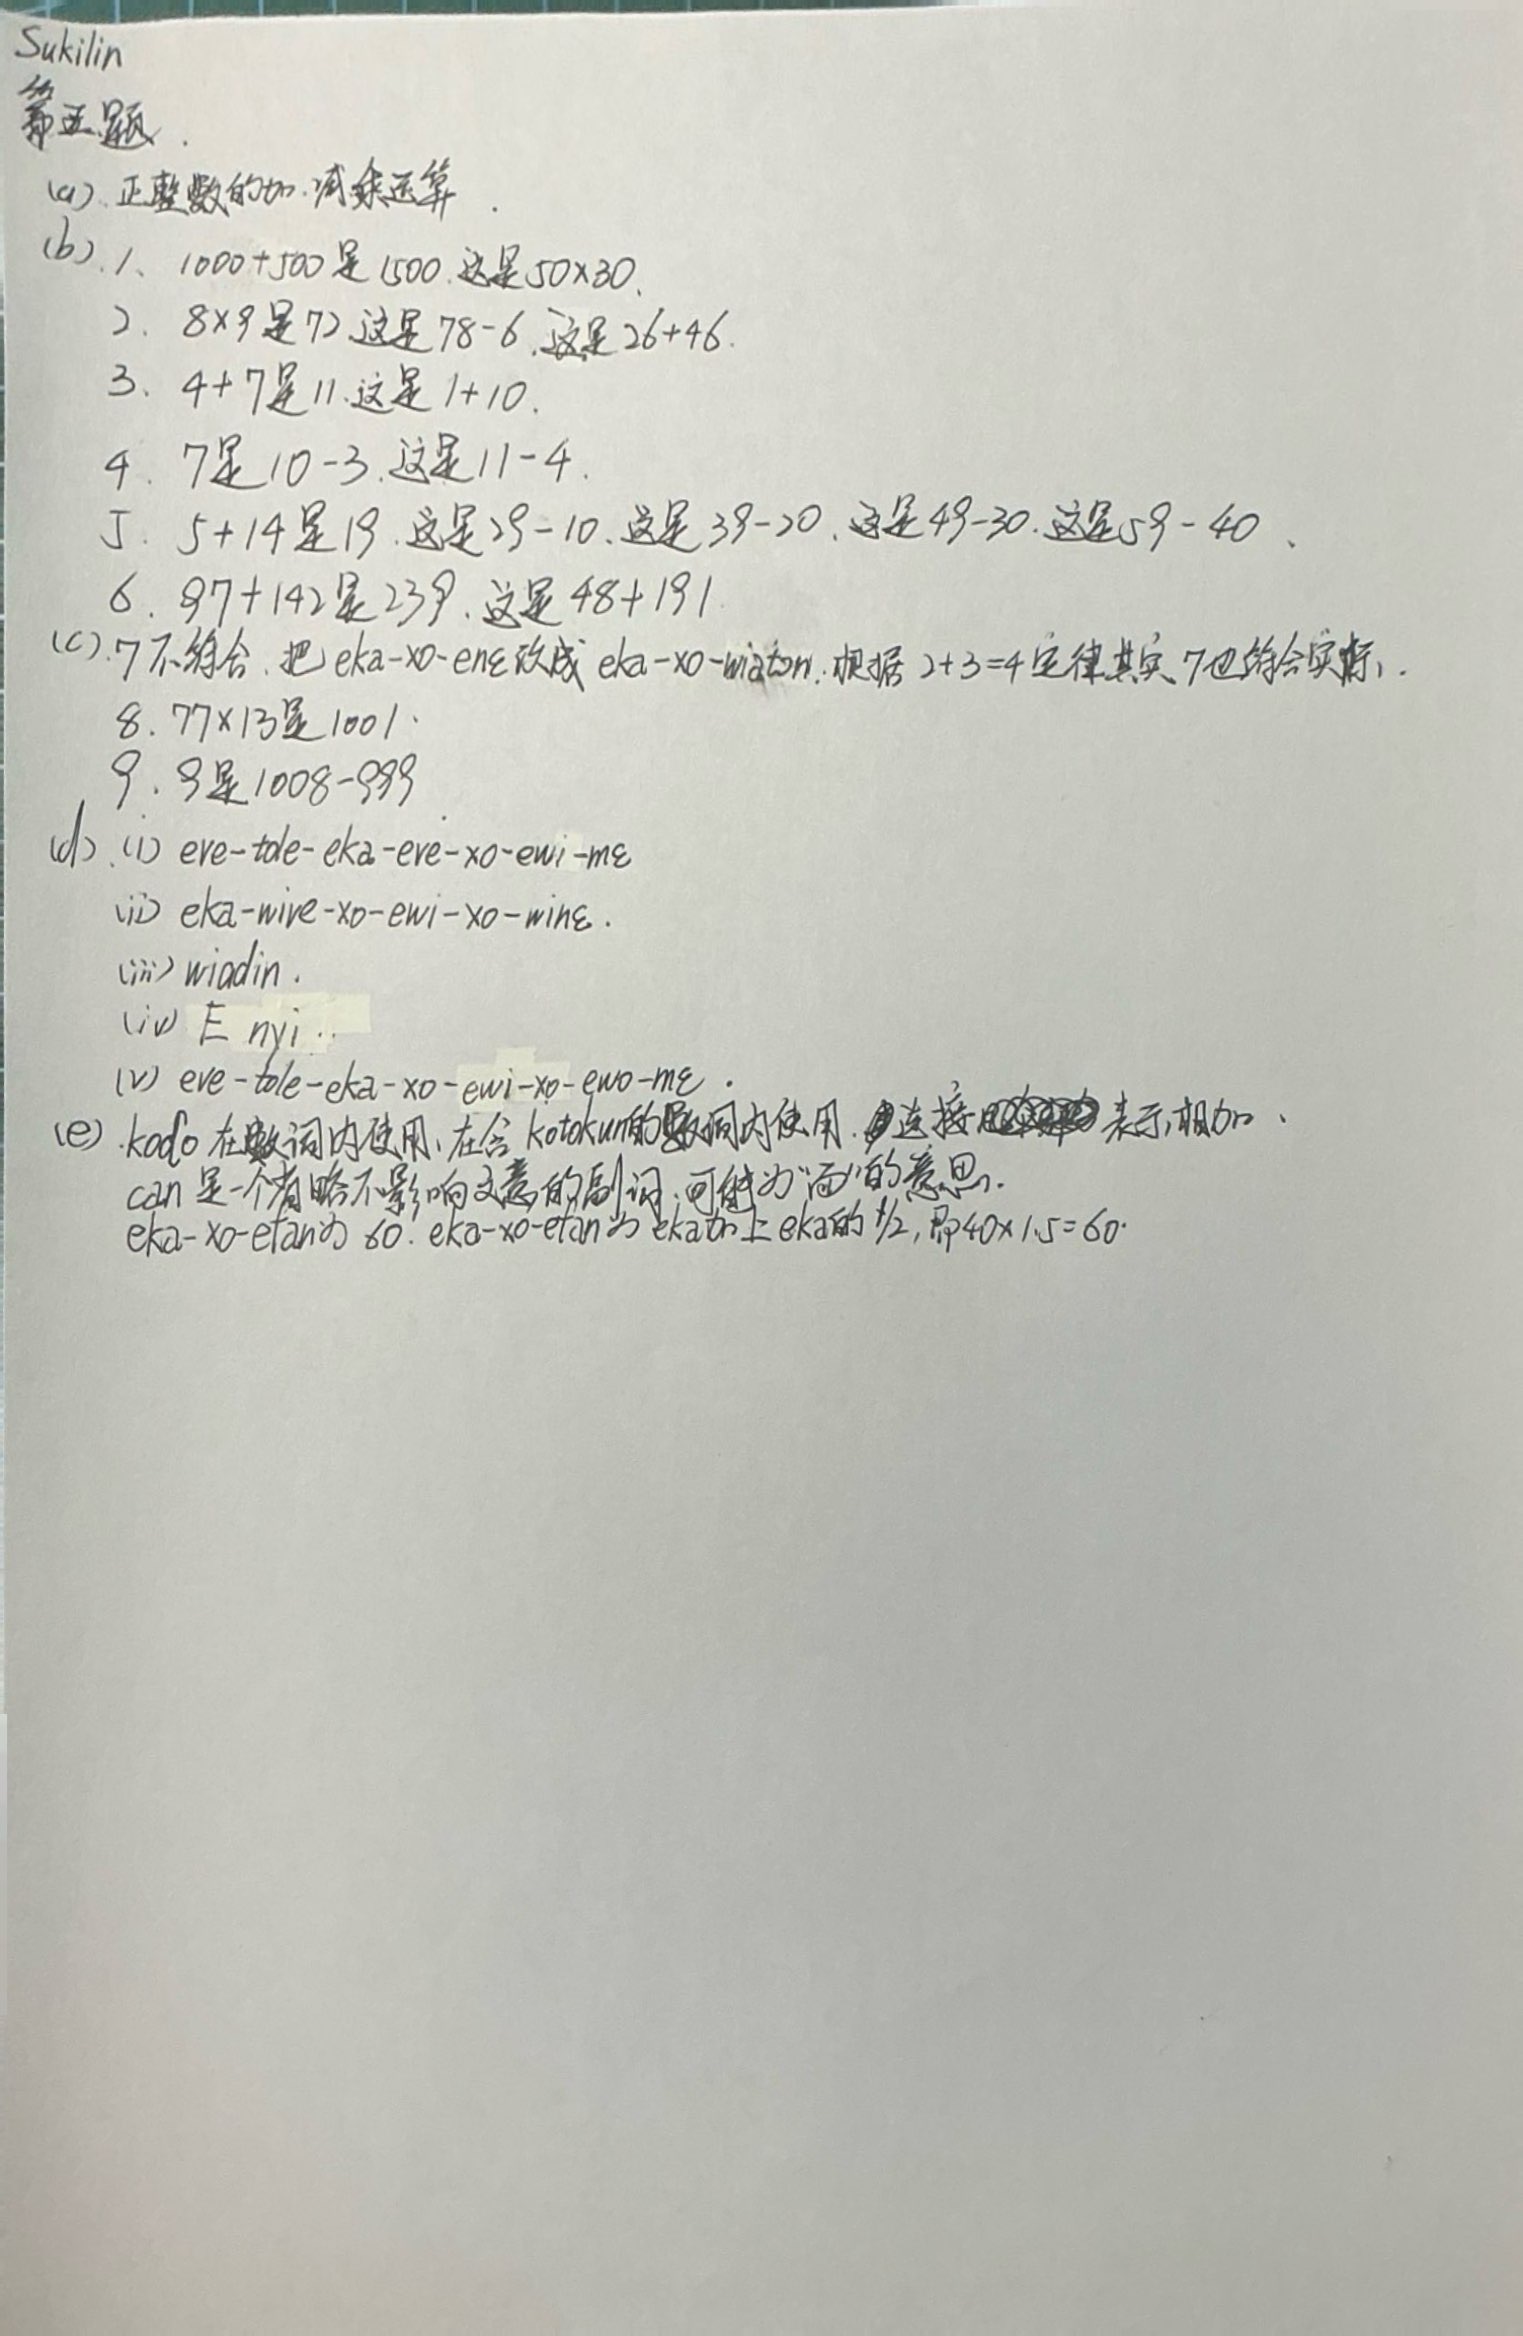 Sukilin
第五题.
(a). 正整数的加.减乘运算.
(b). 1、1000+500是1500.这是50×30.
2. 8×9是72.这是78-6.这是26+46.
3、4+7是11.这是1+10.
4. 7是10-3.这是11-4.
5. 5+14是19.这是29-10.这是39-20.这是49-30.这是59-40.
6. 97+142是239.这是48+191
(c).7不符合.把eka-xo-enɛ改成eka-xo-wiatɔn.根据2+3=4定律其实7也符合实际.
8. 77×13是1001.
9. 9是1008-999
(d).(i) eve-tole-eka-eve-xo-ewi-mɛ
(ii) eka-wive-xo-ewi-xo-winɛ.
(iii) wiadin.
(iv) E nyi..
(v) eve-tole-eka-xo-ewi-xo-ewo-mɛ.
(e).kodo在数词内使用、在含kotokun的数词内使用.连接表示相加.
can是一个省略不影响文意的副词.可能为"而"的意思.
eka-xo-etan为60. eka-xo-etan为eka加上eka的1/2,即40×1.5=60.